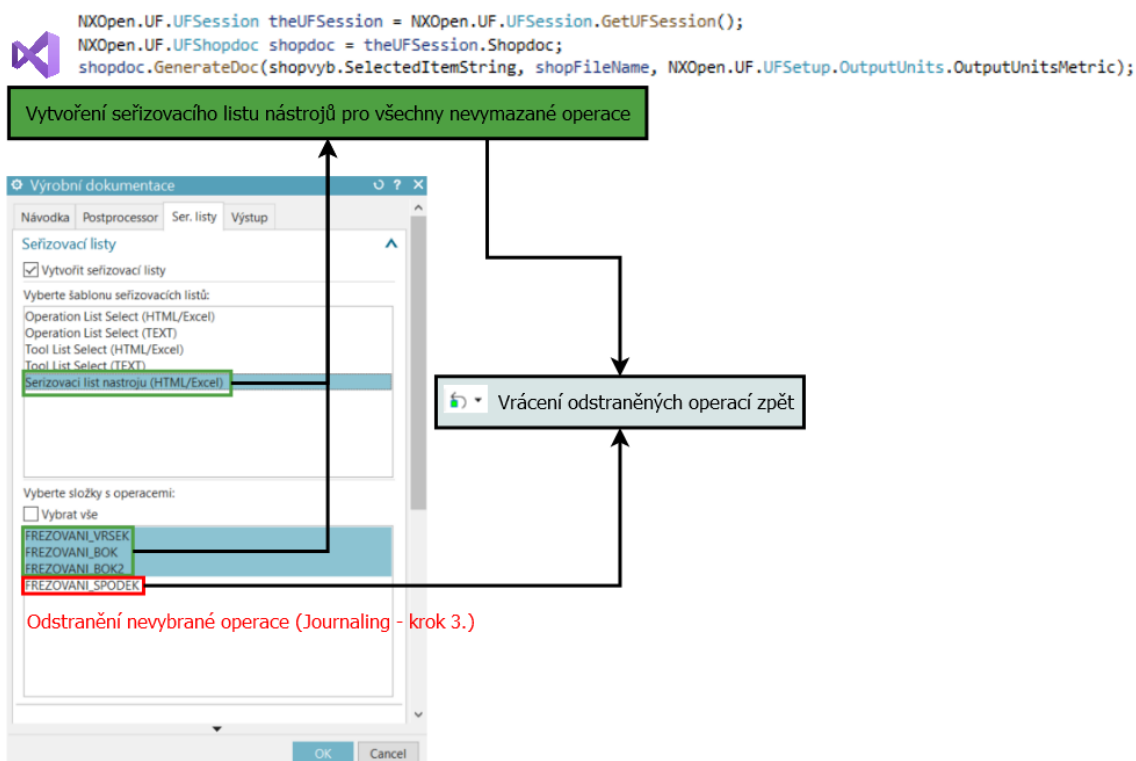 NXOpen.UF.UFSession theUFSession = NXOpen.UF.UFSession.GetUFSession();
NXOpen.UF.UFShopdoc shopdoc = theUFSession.Shopdoc;
shopdoc.GenerateDoc(shopvyb.SelectedItemString, shopFileName, NXOpen.UF.UFSetup.OutputUnits.OutputUnitsMetric);
Vytvoření seřizovacího listu nástrojů pro všechny nevymazané operace
Výrobní dokumentace
Návodka Postprocessor Ser. listy Výstup
Seřizovací listy
Vytvořit seřizovací listy
Vyberte šablonu seřizovacích listů:
Operation List Select (HTML/Excel)
Operation List Select (TEXT)
Tool List Select (HTML/Excel)
Tool List Select (TEXT)
Serizovaci list nastroju (HTML/Excel)
Vrácení odstraněných operací zpět
Vyberte složky s operacemi:
Vybrat vše
FREZOVANI_VRSEK
FREZOVANI_BOK
FREZOVANI_BOK2
FREZOVANI_SPODEK
Odstranění nevybrané operace (Journaling - krok 3.)
OK Cancel